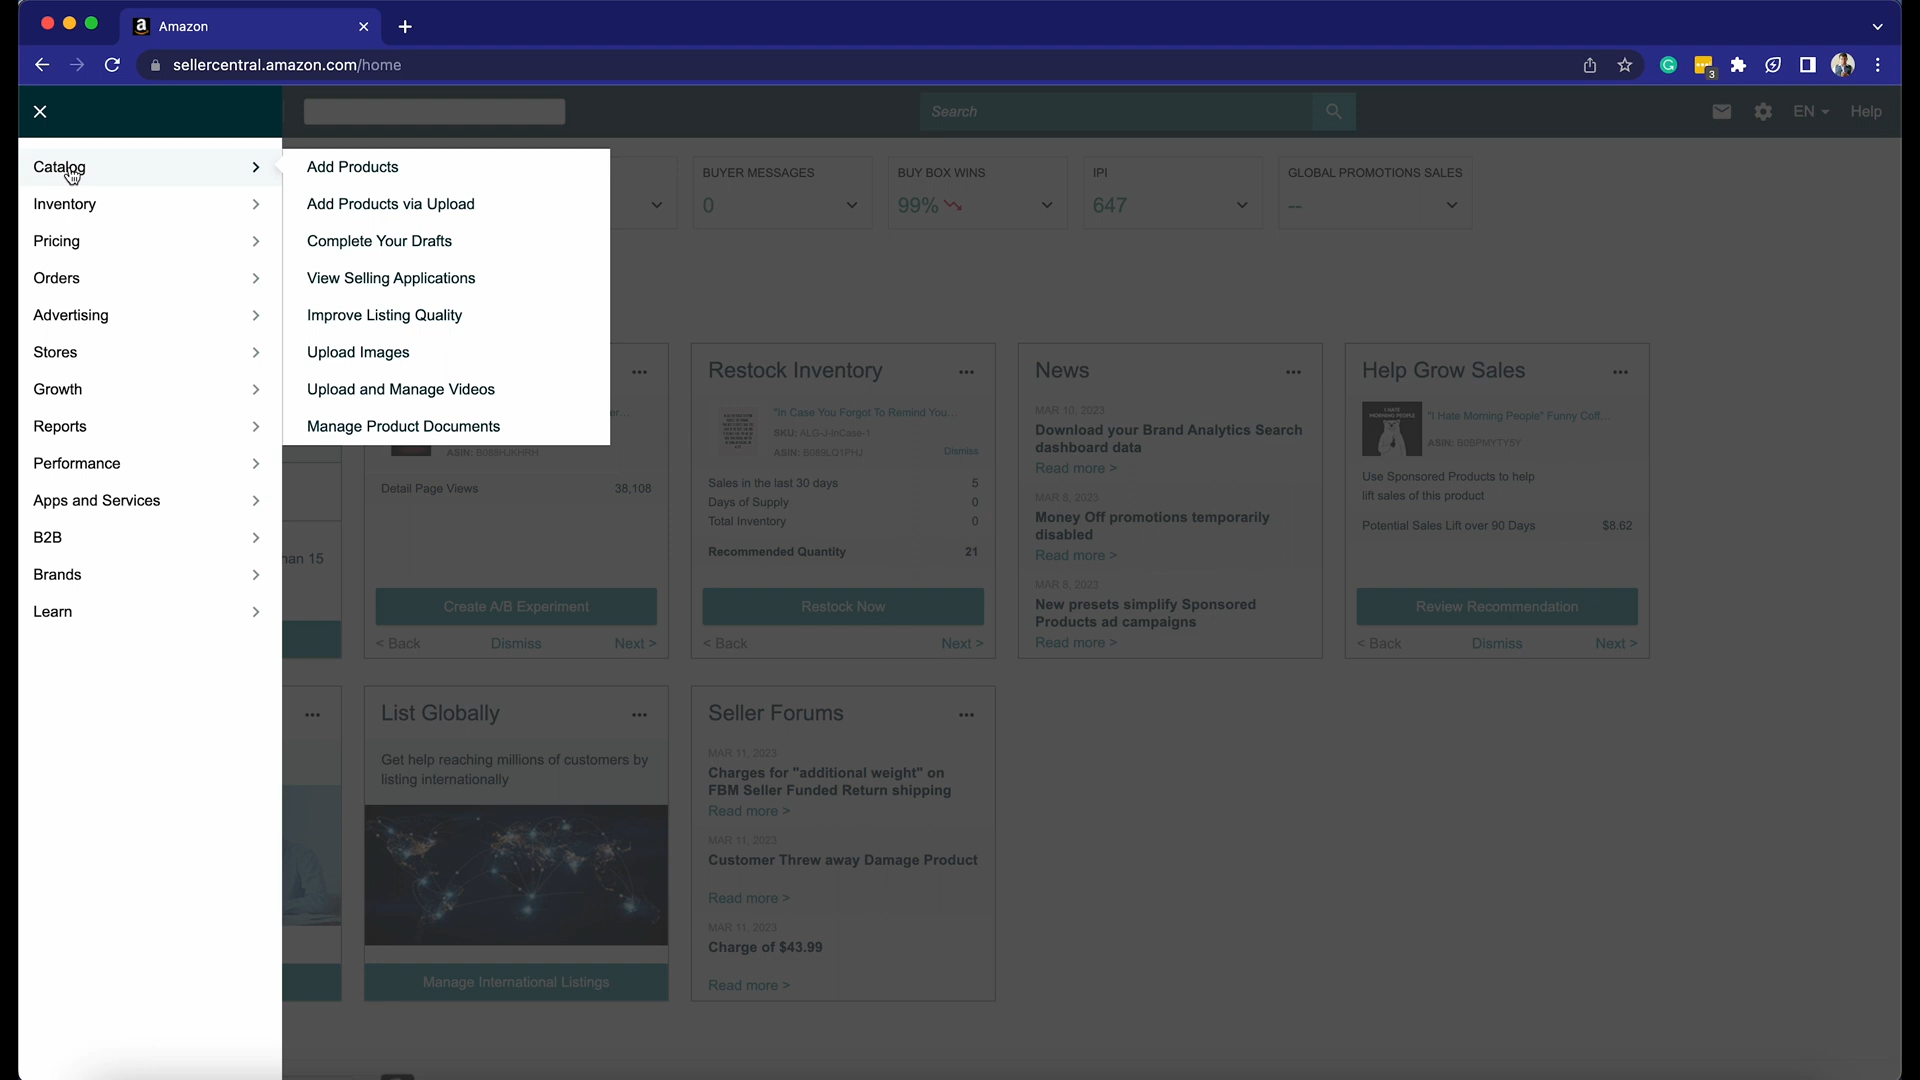 Amazon
sellercentral.amazon.com/home
3
Search
EN
Help
Catalog
Inventory
Pricing
Orders
Advertising
Stores
Growth
Reports
Performance
Apps and Services
B2B
Brands
Learn
Add Products
Add Products via Upload
Complete Your Drafts
View Selling Applications
Improve Listing Quality
Upload Images
Upload and Manage Videos
Manage Product Documents
BUYER MESSAGES
0
BUY BOX WINS
99%
IPI
647
GLOBAL PROMOTIONS SALES
--
han 15
er...
ASIN: B088HJKHRH
Detail Page Views 38,108
Create A/B Experiment
< Back Dismiss Next >
Restock Inventory
"In Case You Forgot To Remind You...
SKU: ALG-J-InCase-1
ASIN: B089LQ1PHJ Dismiss
Sales in the last 30 days 5
Days of Supply 0
Total Inventory 0
Recommended Quantity 21
Restock Now
< Back Next >
News
MAR 10, 2023
Download your Brand Analytics Search
dashboard data
Read more >
MAR 8, 2023
Money Off promotions temporarily
disabled
Read more >
MAR 8, 2023
New presets simplify Sponsored
Products ad campaigns
Read more >
Help Grow Sales
I HATE
MORNING PEOPLE
"I Hate Morning People" Funny Coff...
ASIN: B0BPMYTY5Y
Use Sponsored Products to help
lift sales of this product
Potential Sales Lift over 90 Days $8.62
Review Recommendation
< Back Dismiss Next >
List Globally
Get help reaching millions of customers by
listing internationally
Manage International Listings
Seller Forums
MAR 11, 2023
Charges for "additional weight" on
FBM Seller Funded Return shipping
Read more >
MAR 11, 2023
Customer Threw away Damage Product
Read more >
MAR 11, 2023
Charge of $43.99
Read more >